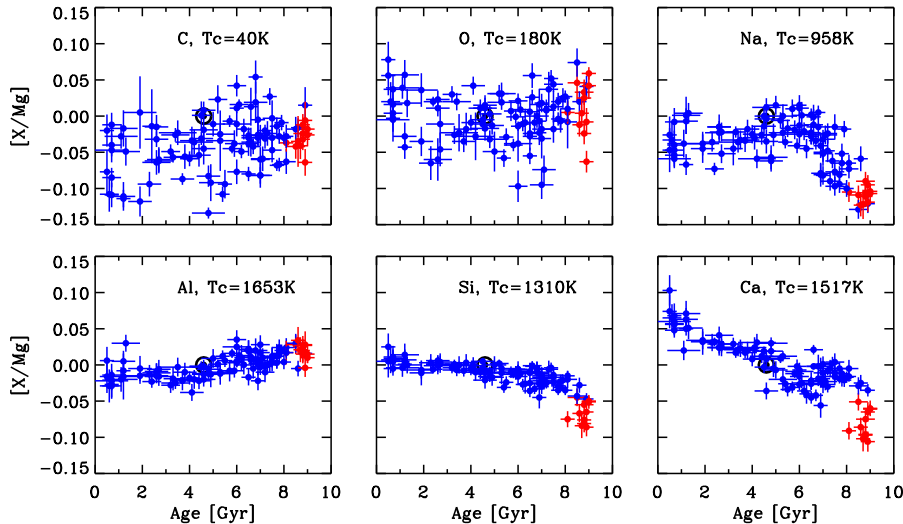 C, Tc=40K
O, Tc=180K
Na, Tc=958K
[X/Mg]
0.15
0.10
0.05
0.00
-0.05
-0.10
-0.15
Al, Tc=1653K
Si, Tc=1310K
Ca, Tc=1517K
[X/Mg]
0.15
0.10
0.05
0.00
-0.05
-0.10
-0.15
0 2 4 6 8 10 0 2 4 6 8 10 0 2 4 6 8 10
Age [Gyr] Age [Gyr] Age [Gyr]